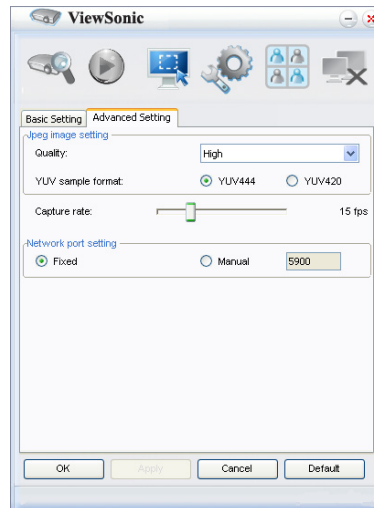 ViewSonic
Basic Setting Advanced Setting
Jpeg image setting
Quality: High
YUV sample format: YUV444 YUV420
Capture rate: 15 fps
Network port setting
Fixed Manual 5900
OK Apply Cancel Default